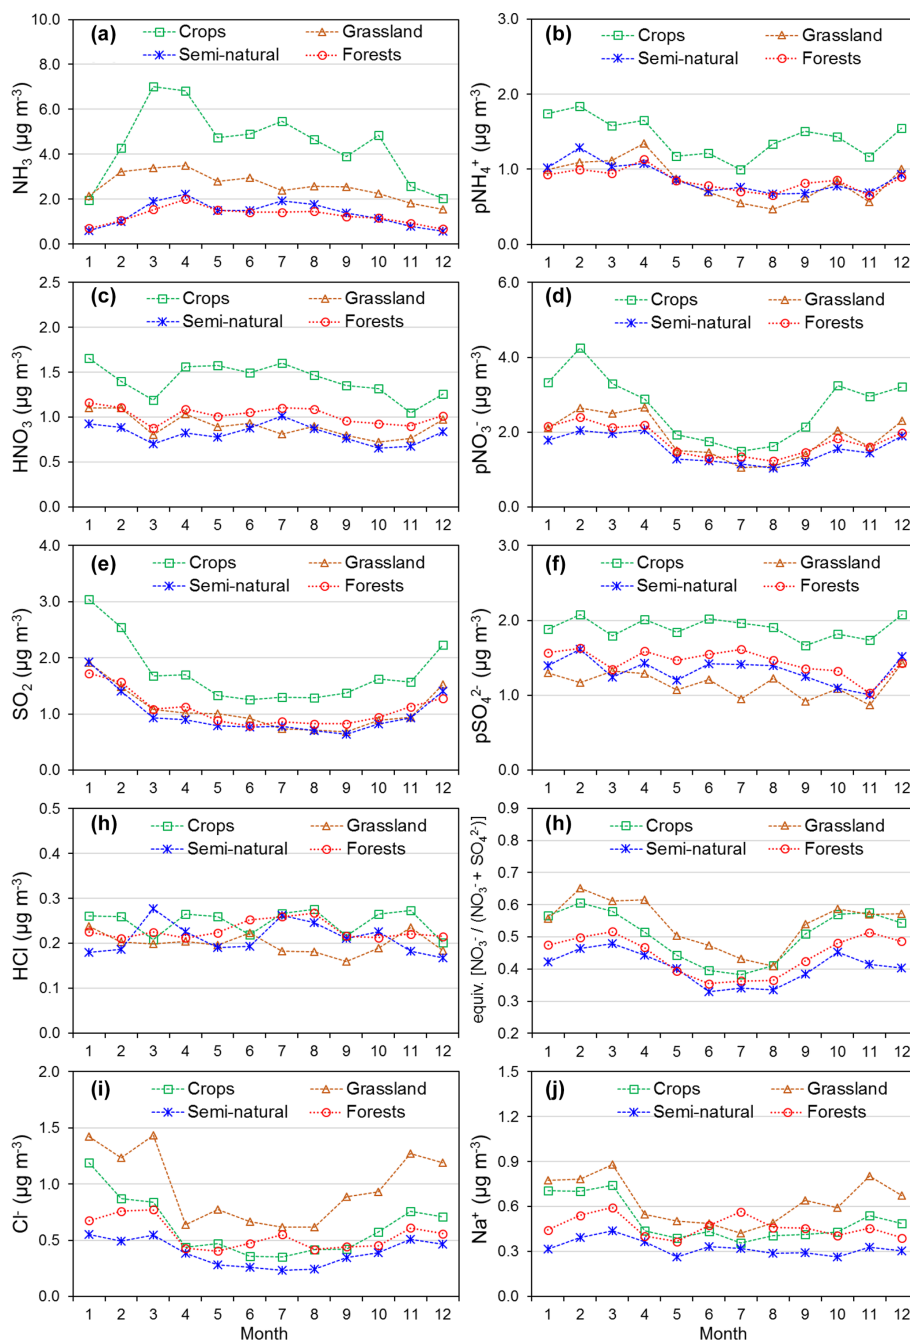 (a)
Crops
Grassland
Semi-natural
Forests
NH₃ (µg m⁻³)
10.0
8.0
6.0
4.0
2.0
0.0
1 2 3 4 5 6 7 8 9 10 11 12
(b)
Crops
Grassland
Semi-natural
Forests
pNH₄⁺ (µg m⁻³)
3.0
2.0
1.0
0.0
1 2 3 4 5 6 7 8 9 10 11 12
(c)
Crops
Grassland
Semi-natural
Forests
HNO₃ (µg m⁻³)
2.5
2.0
1.5
1.0
0.5
0.0
1 2 3 4 5 6 7 8 9 10 11 12
(d)
Crops
Grassland
Semi-natural
Forests
pNO₃⁻ (µg m⁻³)
6.0
4.0
2.0
0.0
1 2 3 4 5 6 7 8 9 10 11 12
(e)
Crops
Grassland
Semi-natural
Forests
SO₂ (µg m⁻³)
4.0
3.0
2.0
1.0
0.0
1 2 3 4 5 6 7 8 9 10 11 12
(f)
Crops
Grassland
Semi-natural
Forests
pSO₄²⁻ (µg m⁻³)
3.0
2.0
1.0
0.0
1 2 3 4 5 6 7 8 9 10 11 12
(h)
Crops
Grassland
Semi-natural
Forests
HCl (µg m⁻³)
0.5
0.4
0.3
0.2
0.1
0.0
1 2 3 4 5 6 7 8 9 10 11 12
(h)
Crops
Grassland
Semi-natural
Forests
equiv. [NO₃⁻ / (NO₃⁻ + SO₄²⁻)]
0.9
0.8
0.7
0.6
0.5
0.4
0.3
0.2
1 2 3 4 5 6 7 8 9 10 11 12
(i)
Crops
Grassland
Semi-natural
Forests
Cl⁻ (µg m⁻³)
2.0
1.5
1.0
0.5
0.0
1 2 3 4 5 6 7 8 9 10 11 12
Month
(j)
Crops
Grassland
Semi-natural
Forests
Na⁺ (µg m⁻³)
1.5
1.2
0.9
0.6
0.3
0.0
1 2 3 4 5 6 7 8 9 10 11 12
Month